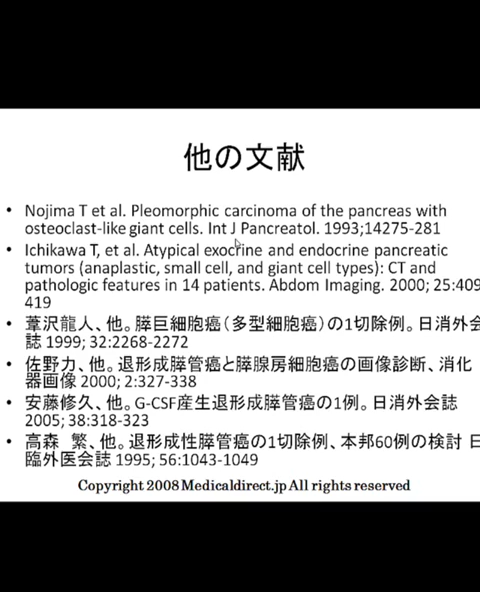 他の文献
• Nojima T et al. Pleomorphic carcinoma of the pancreas with
osteoclast-like giant cells. Int J Pancreatol. 1993;14275-281
• Ichikawa T, et al. Atypical exocrine and endocrine pancreatic
tumors (anaplastic, small cell, and giant cell types): CT and
pathologic features in 14 patients. Abdom Imaging. 2000; 25:409
419
• 葦沢龍人、他。膵巨細胞癌（多型細胞癌）の1切除例。日消外会
誌 1999; 32:2268-2272
• 佐野力、他。退形成膵管癌と膵腺房細胞癌の画像診断、消化
器画像 2000; 2:327-338
• 安藤修久、他。G-CSF産生退形成膵管癌の1例。日消外会誌
2005; 38:318-323
• 高森 繁、他。退形成性膵管癌の1切除例、本邦60例の検討 日
臨外医会誌 1995; 56:1043-1049
Copyright 2008 Medicaldirect.jp All rights reserved